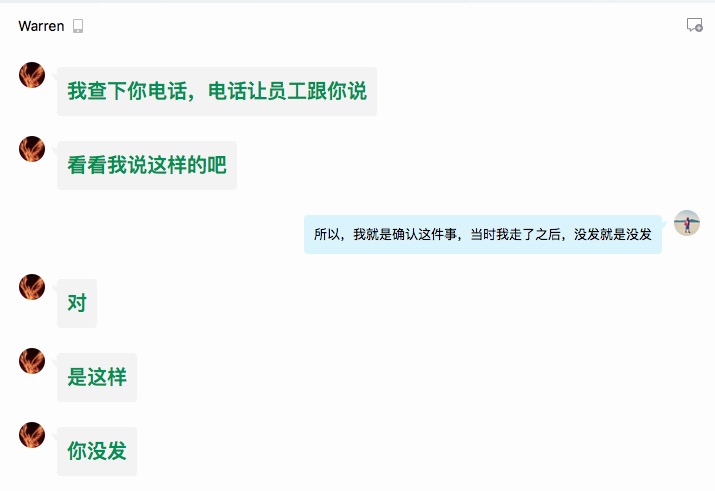 Warren
我查下你电话，电话让员工跟你说
看看我说这样的吧
所以，我就是确认这件事，当时我走了之后，没发就是没发
对
是这样
你没发